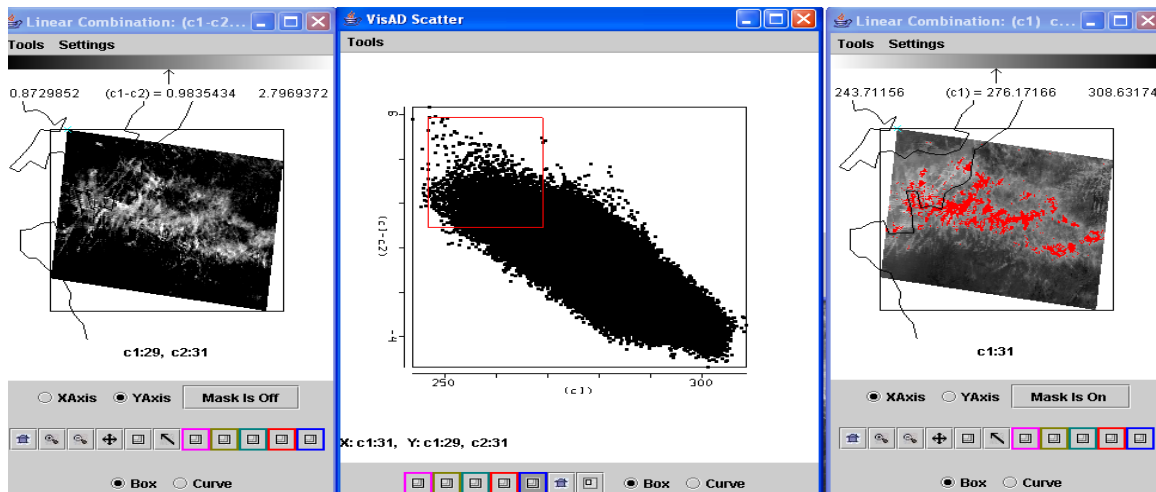 Linear Combination: (c1-c2...
Tools Settings
0.8729852 (c1-c2) = 0.9835434 2.7969372
c1:29, c2:31
XAxis YAxis Mask Is Off
Box Curve
VisAD Scatter
Tools
6
(c1-c2)
-4
250 (c1) 300
X: c1:31, Y: c1:29, c2:31
Box Curve
Linear Combination: (c1) c...
Tools Settings
243.71156 (c1) = 276.17166 308.63174
c1:31
XAxis YAxis Mask Is On
Box Curve